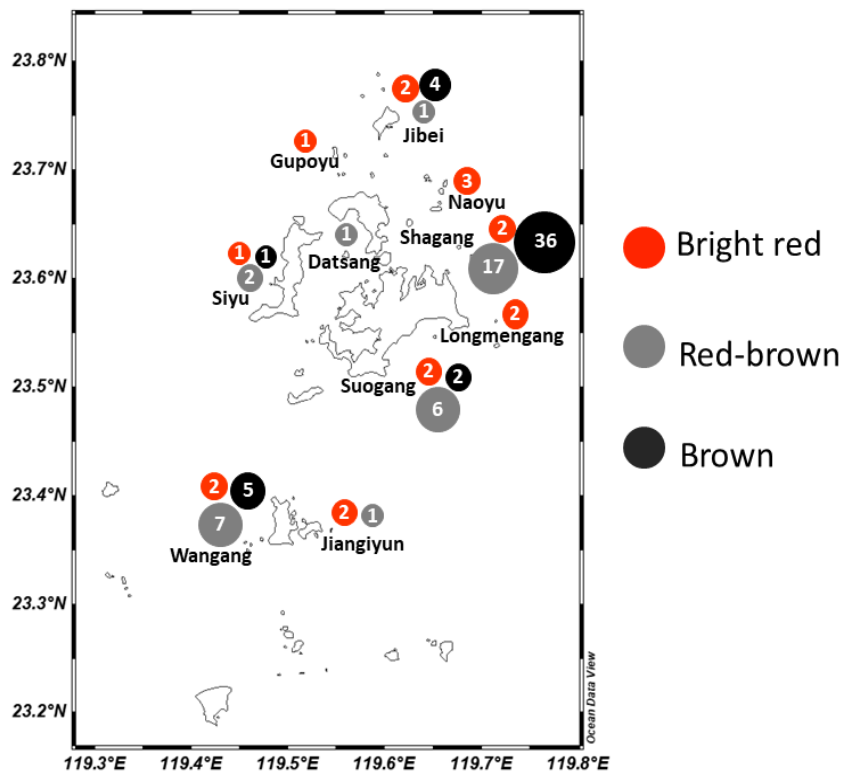 23.8°N
2
4
1
Jibei
1
Gupoyu
23.7°N
3
Naoyu
2
36
Shagang
17
1
Datsang
1
1
2
Siyu
23.6°N
2
Longmengang
23.5°N
2
2
Suogang
6
23.4°N
2
5
7
Wangang
2
1
Jiangiyun
23.3°N
23.2°N
119.3°E 119.4°E 119.5°E 119.6°E 119.7°E 119.8°E
Ocean Data View
Bright red
Red-brown
Brown